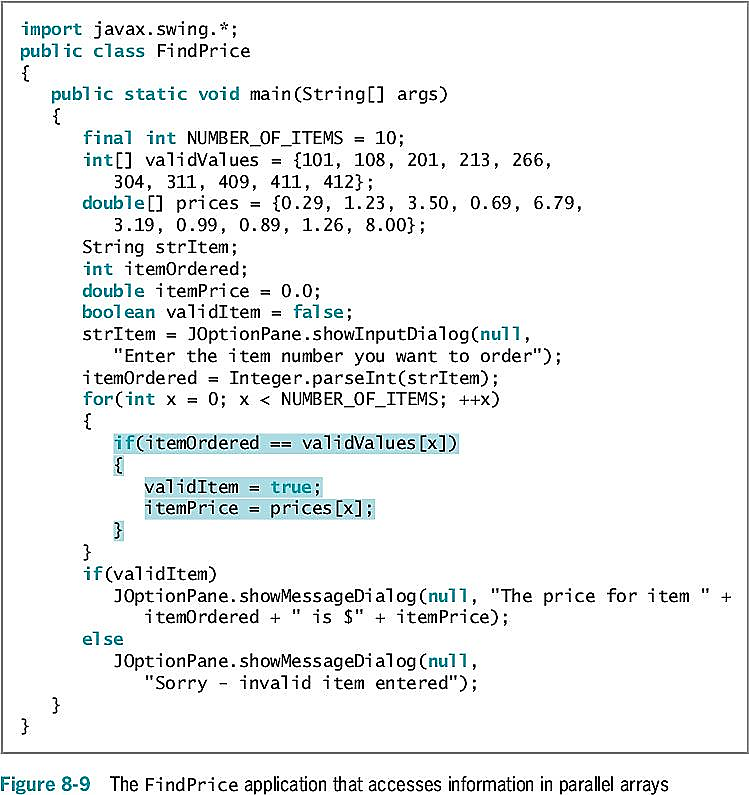 import javax.swing.*;
public class FindPrice
{
   public static void main(String[] args)
   {
      final int NUMBER_OF_ITEMS = 10;
      int[] validValues = {101, 108, 201, 213, 266,
         304, 311, 409, 411, 412};
      double[] prices = {0.29, 1.23, 3.50, 0.69, 6.79,
         3.19, 0.99, 0.89, 1.26, 8.00};
      String strItem;
      int itemOrdered;
      double itemPrice = 0.0;
      boolean validItem = false;
      strItem = JOptionPane.showInputDialog(null,
         "Enter the item number you want to order");
      itemOrdered = Integer.parseInt(strItem);
      for(int x = 0; x < NUMBER_OF_ITEMS; ++x)
      {
         if(itemOrdered == validValues[x])
         {
            validItem = true;
            itemPrice = prices[x];
         }
      }
      if(validItem)
         JOptionPane.showMessageDialog(null, "The price for item " +
            itemOrdered + " is $" + itemPrice);
      else
         JOptionPane.showMessageDialog(null,
            "Sorry – invalid item entered");
   }
}
Figure 8-9 The FindPrice application that accesses information in parallel arrays